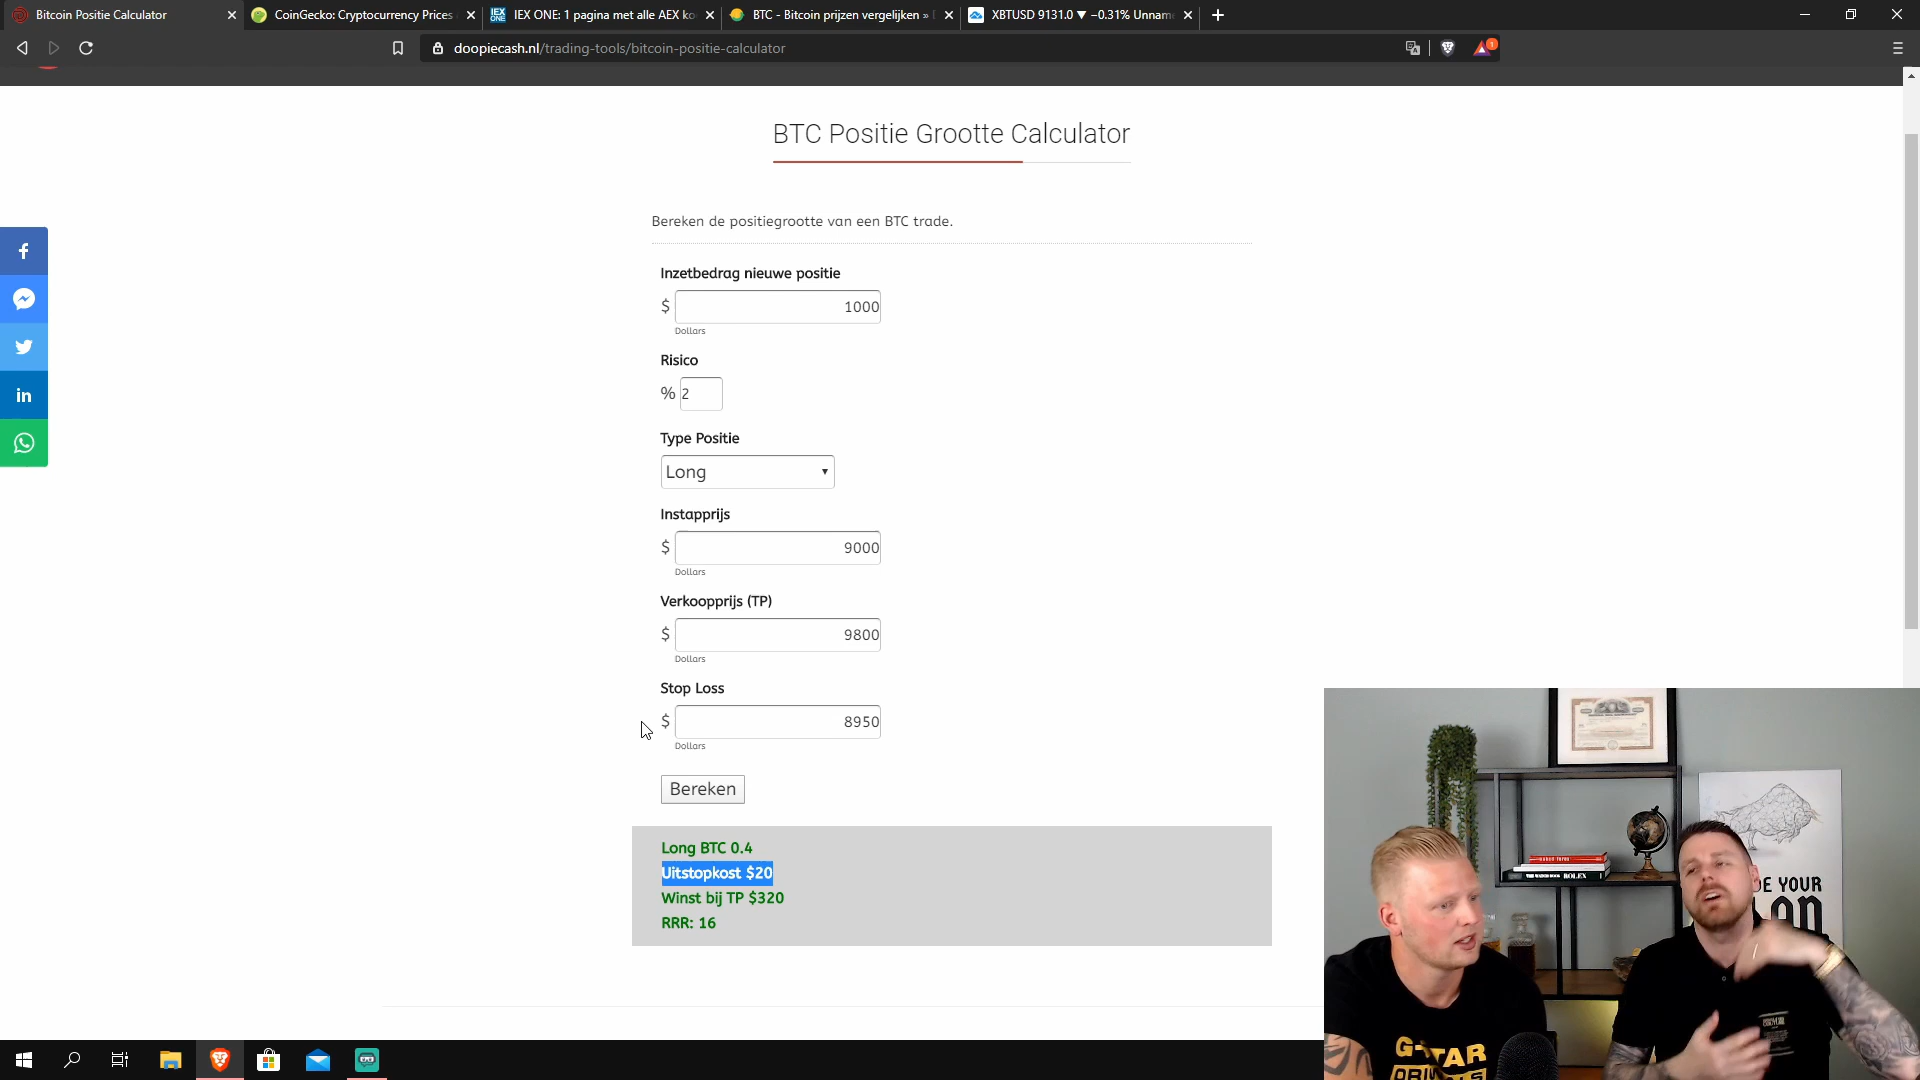 Bitcoin Positie Calculator
CoinGecko: Cryptocurrency Prices
IEX ONE: 1 pagina met alle AEX ko
BTC - Bitcoin prijzen vergelijken »
XBTUSD 9131.0 ▼ −0.31% Unnam
doopiecash.nl/trading-tools/bitcoin-positie-calculator
1
BTC Positie Grootte Calculator
Bereken de positiegrootte van een BTC trade.
Inzetbedrag nieuwe positie
$ 1000
Dollars
Risico
% 2
Type Positie
Long
Instapprijs
$ 9000
Dollars
Verkoopprijs (TP)
$ 9800
Dollars
Stop Loss
$ 8950
Dollars
Bereken
Long BTC 0.4
Uitstopkost $20
Winst bij TP $320
RRR: 16
ROLEX
DE YOUR